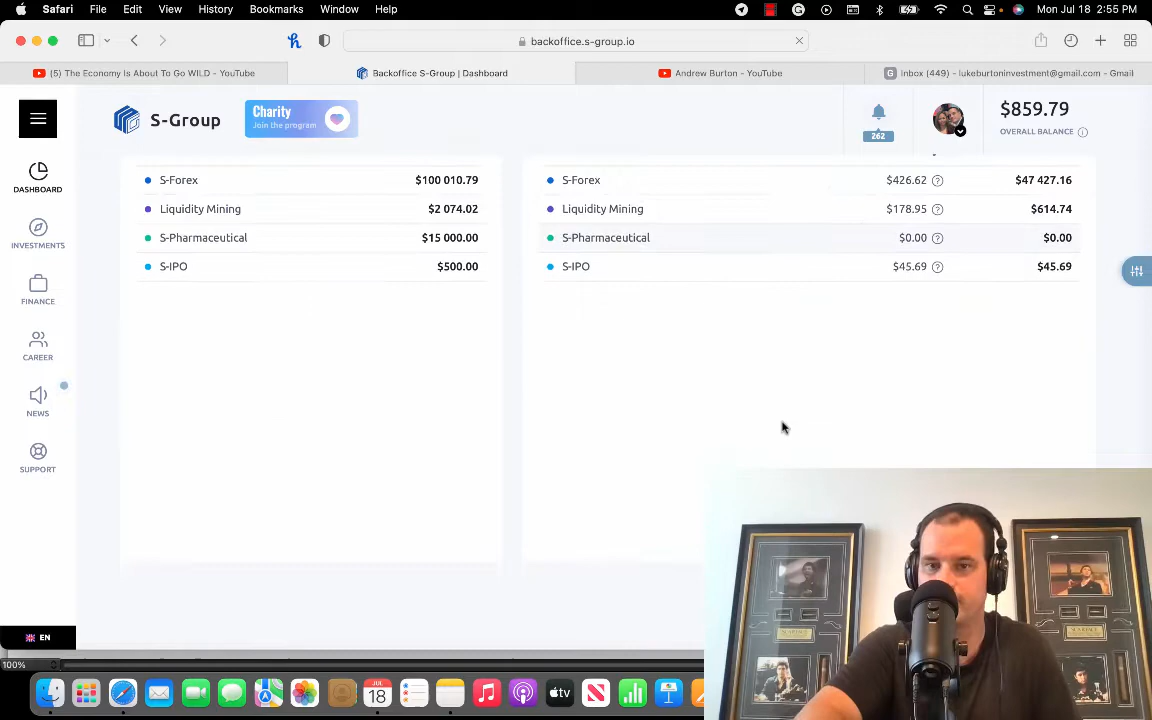 Safari File Edit View History Bookmarks Window Help Mon Jul 18 2:55 PM
backoffice.s-group.io
(5) The Economy Is About To Go WILD - YouTube
Backoffice S-Group | Dashboard
Andrew Burton - YouTube
G Inbox (449) - lukeburtoninvestment@gmail.com - Gmail
S-Group
Charity
Join the program
262
$859.79
OVERALL BALANCE
DASHBOARD
INVESTMENTS
FINANCE
CAREER
NEWS
SUPPORT
EN
S-Forex $100 010.79
Liquidity Mining $2 074.02
S-Pharmaceutical $15 000.00
S-IPO $500.00
S-Forex $426.62 ? $47 427.16
Liquidity Mining $178.95 ? $614.74
S-Pharmaceutical $0.00 ? $0.00
S-IPO $45.69 ? $45.69
100%
JUL
18
tv
SCARFACE